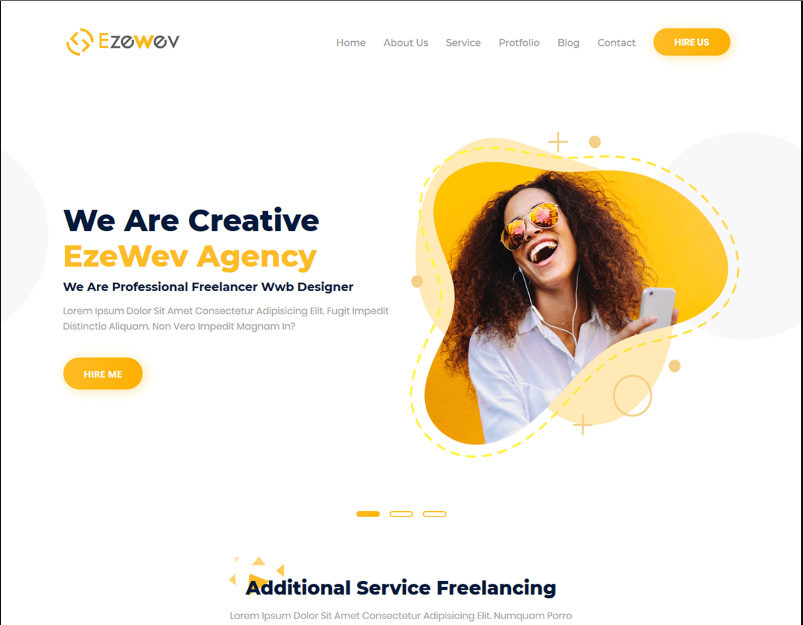 Ezewev
Home About Us Service Protfolio Blog Contact HIRE US
We Are Creative
EzeWev Agency
We Are Professional Freelancer Wwb Designer
Lorem Ipsum Dolor Sit Amet Consectetur Adipisicing Elit. Fugit Impedit
Distinctio Aliquam. Non Vero Impedit Magnam In?
HIRE ME
Additional Service Freelancing
Lorem Ipsum Dolor Sit Amet Consectetur Adipisicing Elit. Numquam Porro